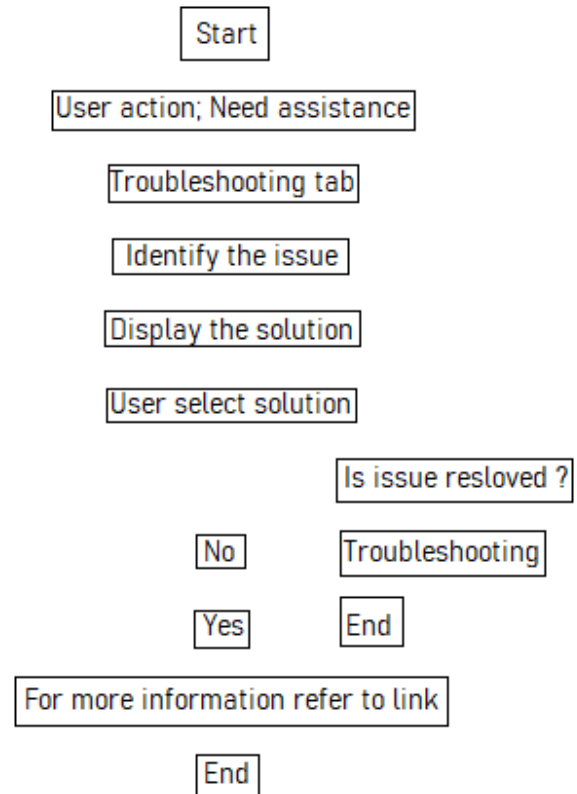 Start
User action; Need assistance
Troubleshooting tab
Identify the issue
Display the solution
User select solution
Is issue resloved ?
No
Troubleshooting
Yes
End
For more information refer to link
End